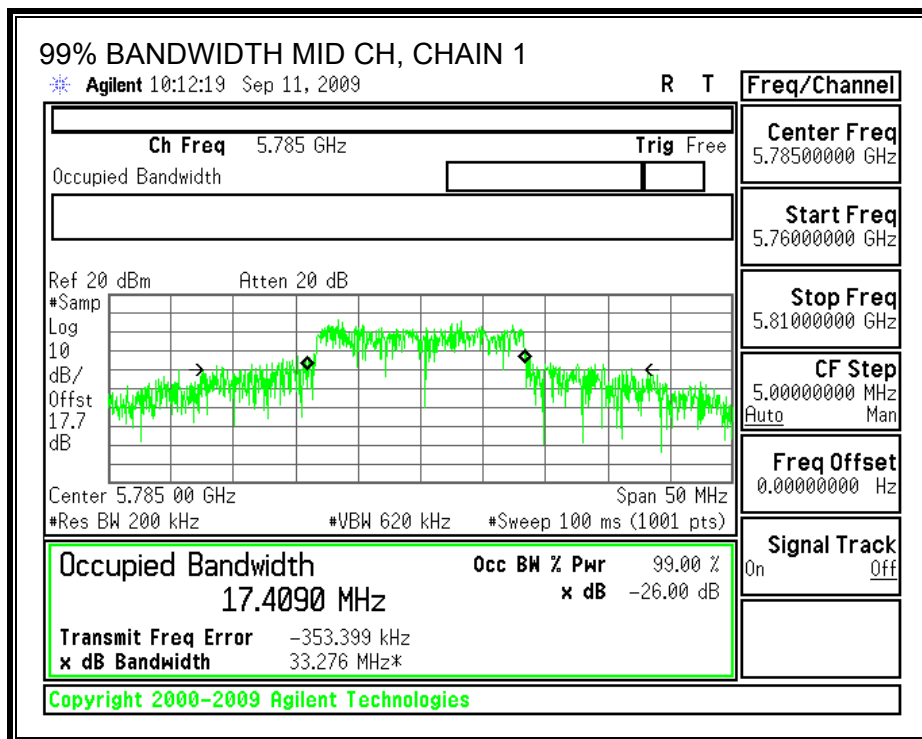 99% BANDWIDTH MID CH, CHAIN 1
Agilent 10:12:19 Sep 11, 2009 R T
Freq/Channel
Ch Freq 5.785 GHz Trig Free
Occupied Bandwidth
Center Freq
5.78500000 GHz
Start Freq
5.76000000 GHz
Stop Freq
5.81000000 GHz
CF Step
5.00000000 MHz
Auto Man
Freq Offset
0.00000000 Hz
Signal Track
On Off
Ref 20 dBm Atten 20 dB
#Samp
Log
10
dB/
Offst
17.7
dB
Center 5.785 00 GHz Span 50 MHz
#Res BW 200 kHz #VBW 620 kHz #Sweep 100 ms (1001 pts)
Occupied Bandwidth
17.4090 MHz
Occ BW % Pwr 99.00 %
x dB -26.00 dB
Transmit Freq Error -353.399 kHz
x dB Bandwidth 33.276 MHz*
Copyright 2000-2009 Agilent Technologies